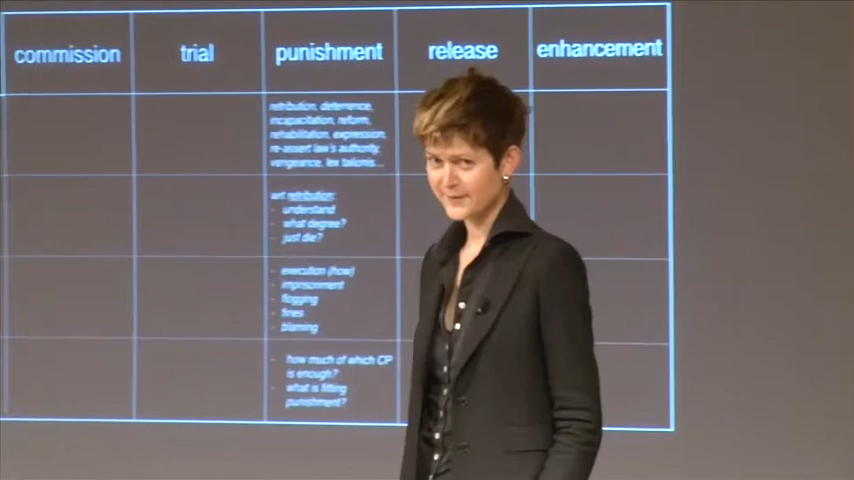 commission
trial
punishment
release
enhancement
retribution, deterrence,
incapacitation, reform,
rehabilitation, expression,
re-assert law's authority,
vengeance, lex talionis...
wrt retribution:
- understand
- what degree?
- just die?
- execution (how)
- imprisonment
- flogging
- fines
- blaming
- how much of which CP
is enough?
- what is fitting
punishment?